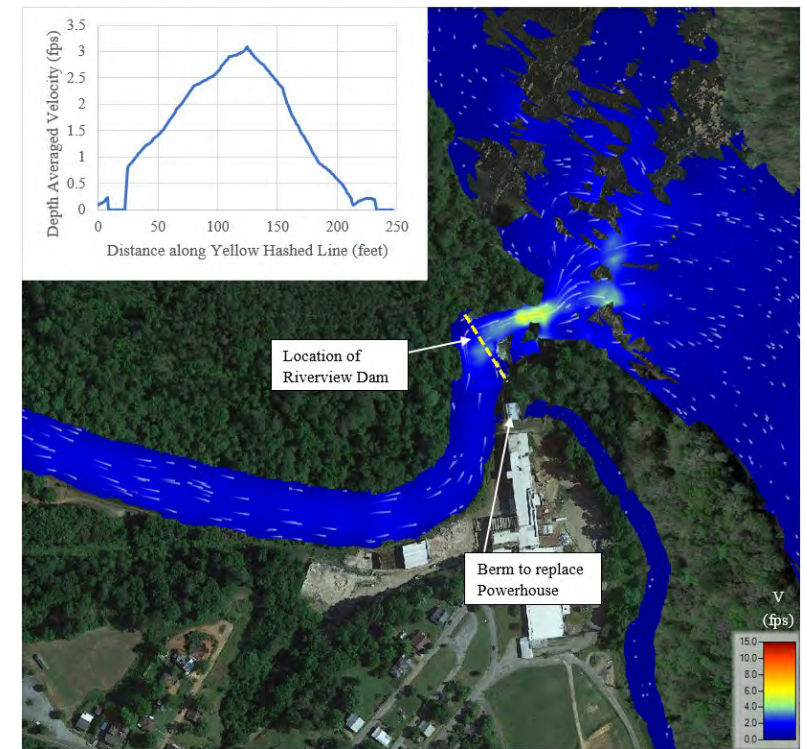 Depth Averaged Velocity (fps)
3.5
3
2.5
2
1.5
1
0.5
0
0
50
100
150
200
250
Distance along Yellow Hashed Line (feet)
Location of
Riverview Dam
Berm to replace
Powerhouse
V
(fps)
15.0
10.0
8.0
6.0
4.0
2.0
0.0